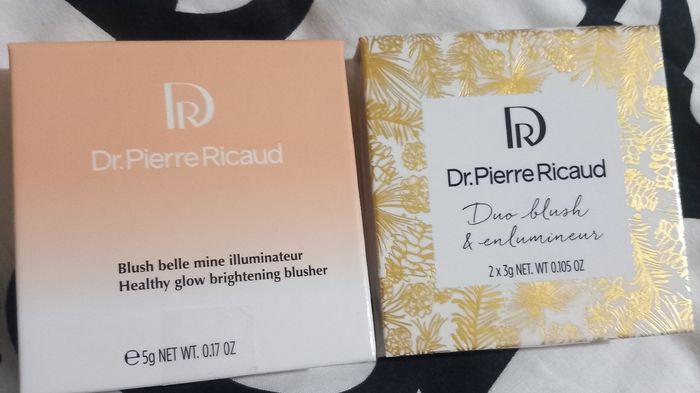 DR
Dr.Pierre Ricaud
Blush belle mine illuminateur
Healthy glow brightening blusher
℮ 5g NET WT. 0.17 OZ
DR
Dr.Pierre Ricaud
Duo blush
& enlumineur
2 x 3g NET. WT 0.105 OZ